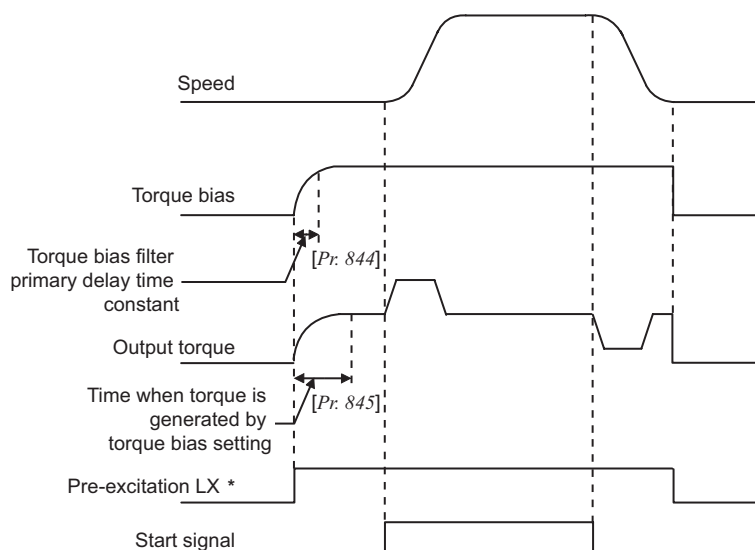 Speed
Torque bias
Torque bias filter
primary delay time
constant
[Pr. 844]
Output torque
Time when torque is
generated by
torque bias setting
[Pr. 845]
Pre-excitation LX *
Start signal